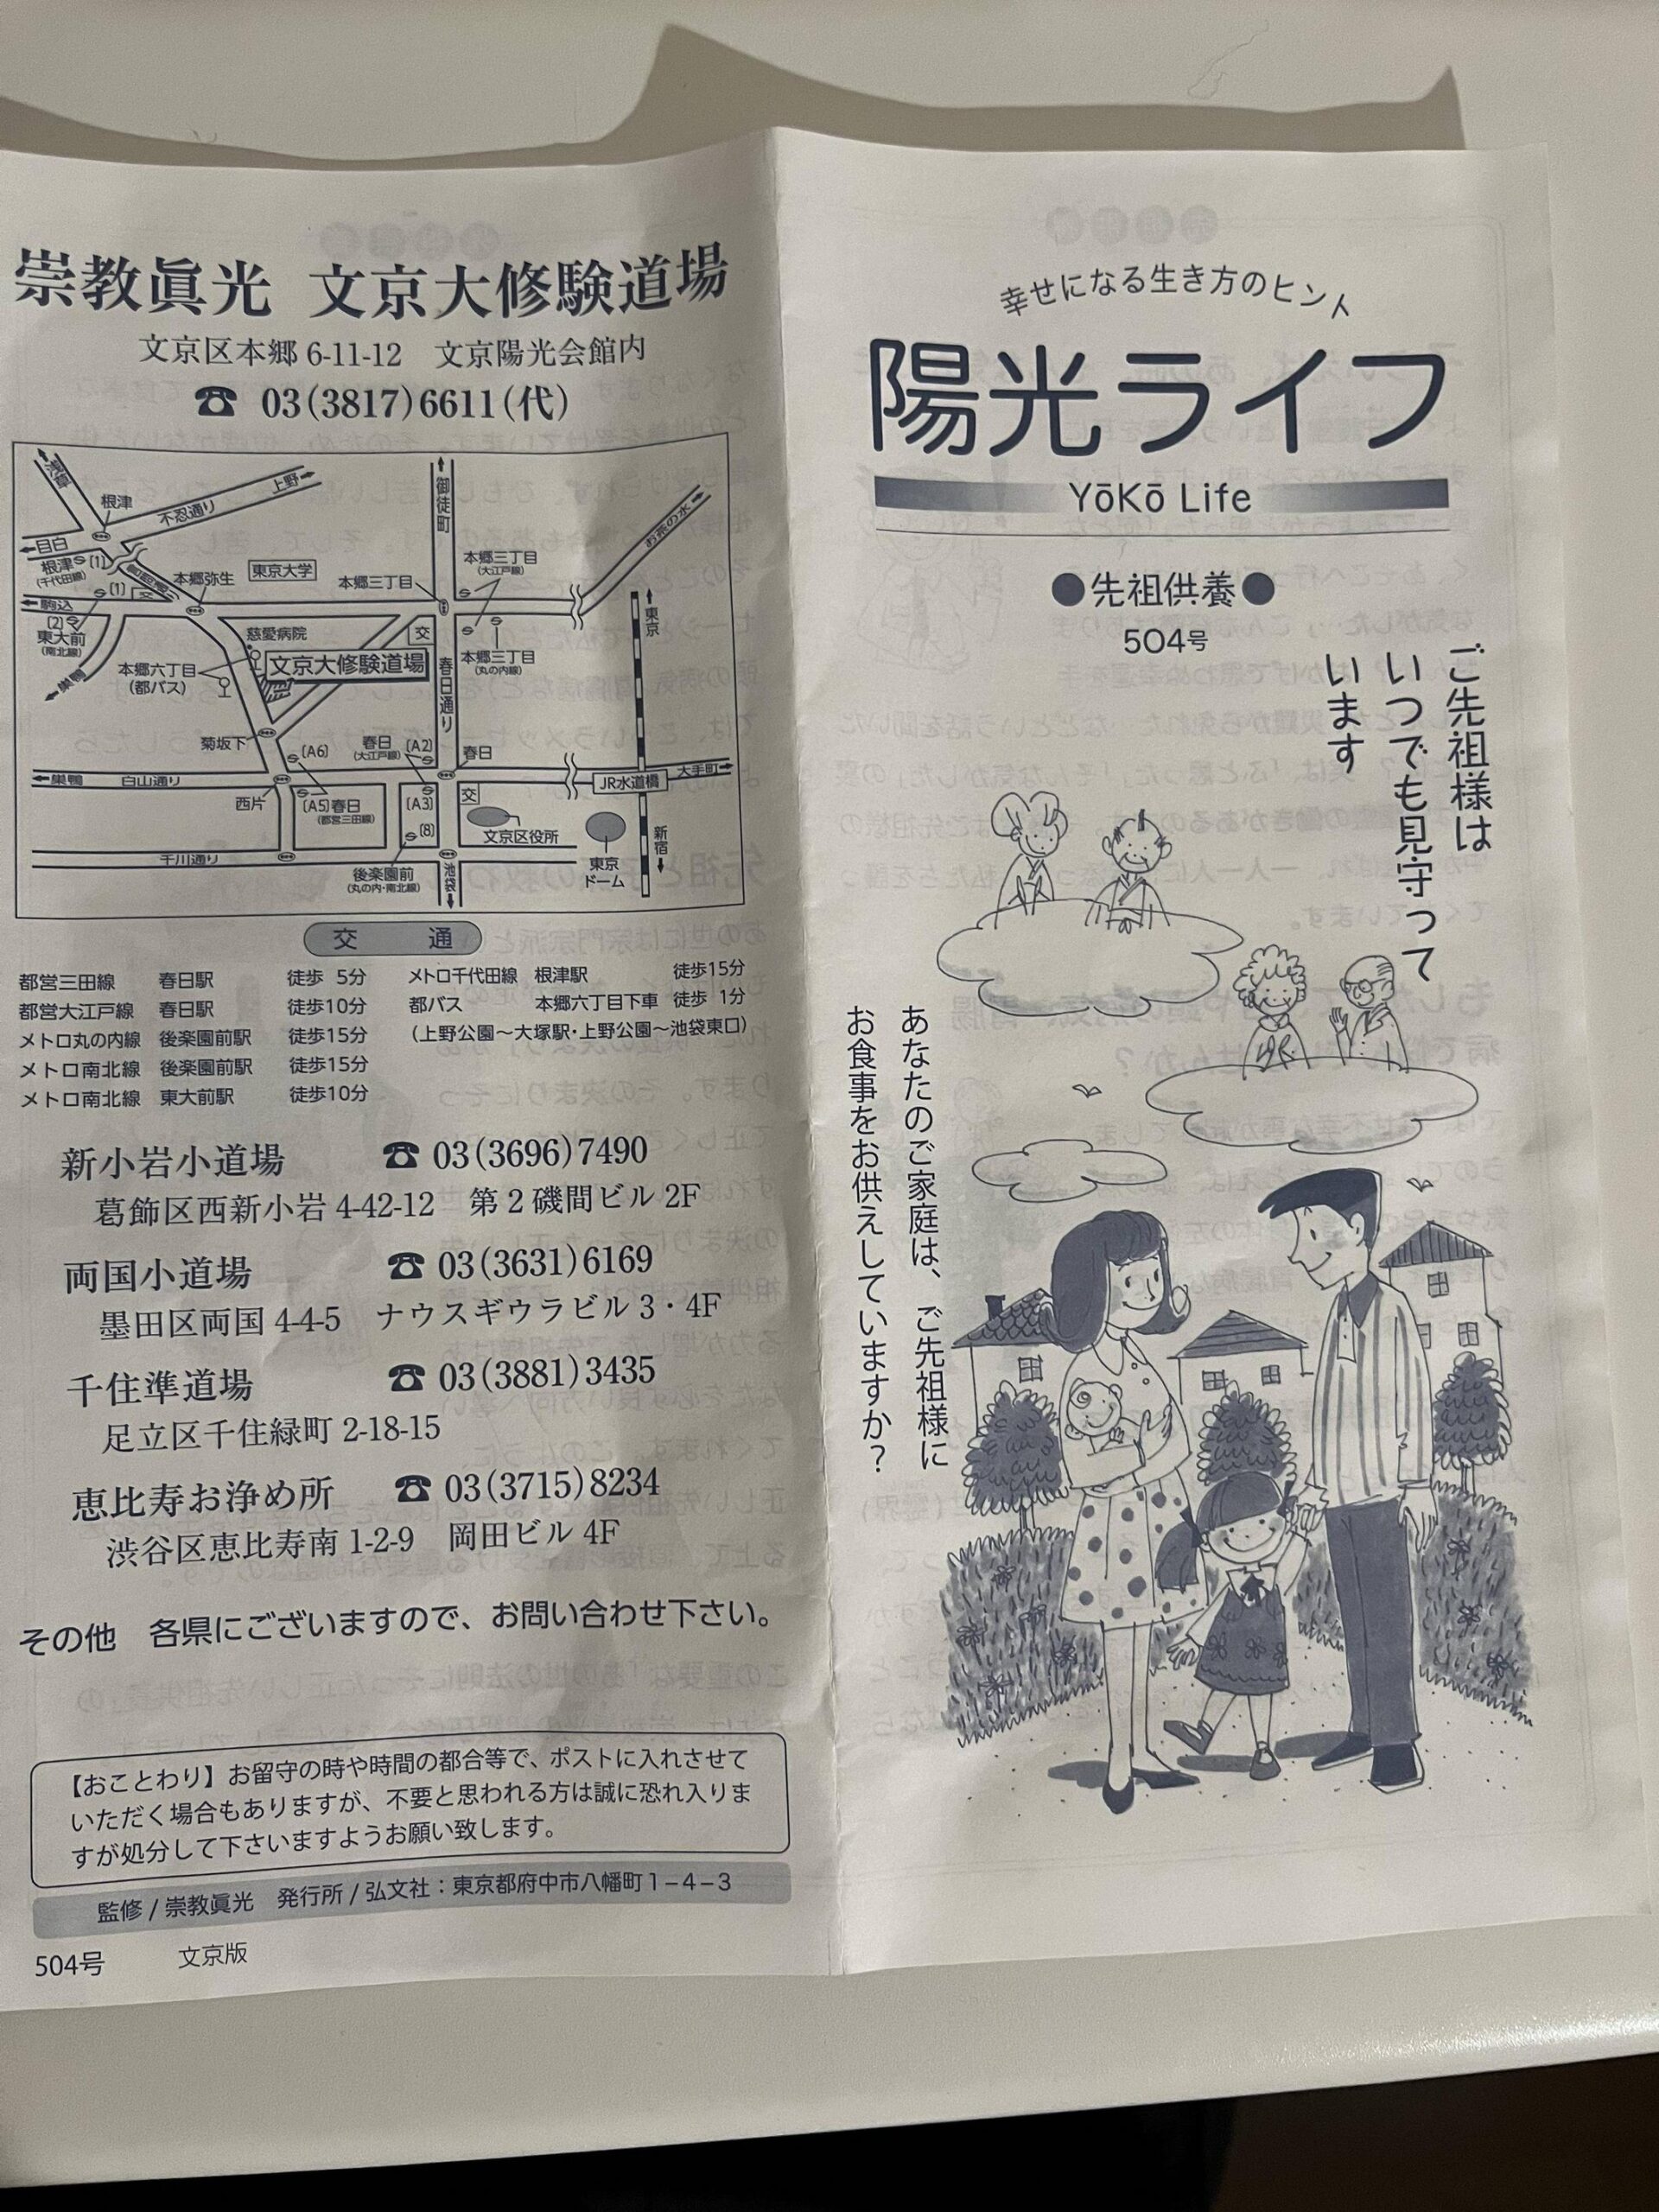 崇教眞光 文京大修験道場
文京区本郷 6-11-12 文京陽光会館内
☎ 03(3817)6611(代)
浅草
根津
不忍通り
上野
目白
根津
(千代田線)
〔1〕
〔1〕
交
本郷弥生
東京大学
本郷三丁目
御徒町
本郷三丁目
(大江戸線)
お茶の水
駒込
〔2〕
東大前
(南北線)
巣鴨
慈愛病院
交
本郷三丁目
(丸の内線)
東京
本郷六丁目
(都バス)
文京大修験道場
春日通り
菊坂下
〔A6〕
春日
(大江戸線)
〔A2〕
春日
巣鴨
白山通り
JR水道橋
大手町
西片
〔A5〕春日
(都営三田線)
〔A3〕
交
〔8〕
文京区役所
新宿
千川通り
後楽園前
(丸の内・南北線)
池袋
東京
ドーム
交 通
都営三田線 春日駅 徒歩 5分
都営大江戸線 春日駅 徒歩10分
メトロ丸の内線 後楽園前駅 徒歩15分
メトロ南北線 後楽園前駅 徒歩15分
メトロ南北線 東大前駅 徒歩10分
メトロ千代田線 根津駅 徒歩15分
都バス 本郷六丁目下車 徒歩 1分
(上野公園〜大塚駅・上野公園〜池袋東口)
新小岩小道場 ☎ 03(3696)7490
葛飾区西新小岩 4-42-12 第2磯間ビル 2F
両国小道場 ☎ 03(3631)6169
墨田区両国 4-4-5 ナウスギウラビル 3・4F
千住準道場 ☎ 03(3881)3435
足立区千住緑町 2-18-15
恵比寿お浄め所 ☎ 03(3715)8234
渋谷区恵比寿南 1-2-9 岡田ビル 4F
その他 各県にございますので、お問い合わせ下さい。
【おことわり】お留守の時や時間の都合等で、ポストに入れさせて
いただく場合もありますが、不要と思われる方は誠に恐れ入りま
すが処分して下さいますようお願い致します。
監修/崇教眞光 発行所/弘文社:東京都府中市八幡町1−4−3
504号 文京版
幸せになる生き方のヒント
陽光ライフ
YōKō Life
●先祖供養●
504号
ご先祖様は
いつでも見守って
います
あなたのご家庭は、ご先祖様に
お食事をお供えしていますか?